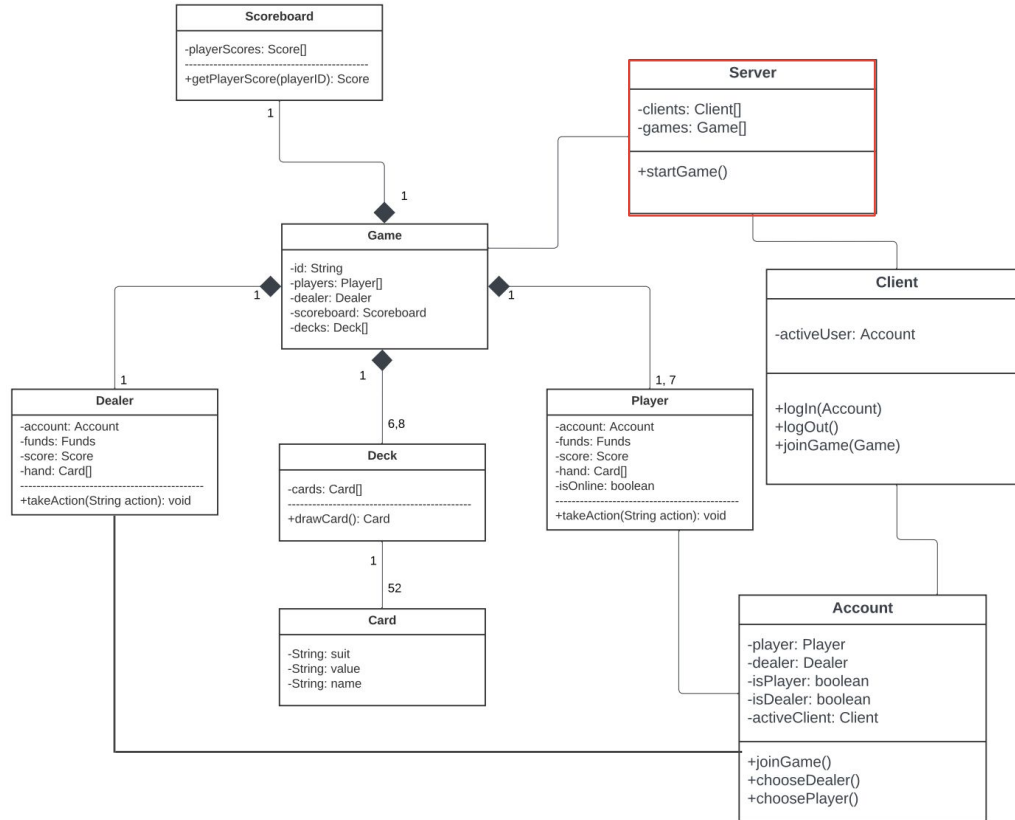 Scoreboard
-playerScores: Score[]
+getPlayerScore(playerID): Score
1
1
Server
-clients: Client[]
-games: Game[]
+startGame()
Game
-id: String
-players: Player[]
-dealer: Dealer
-scoreboard: Scoreboard
-decks: Deck[]
1
1
1
1
6,8
1, 7
Client
-activeUser: Account
+logIn(Account)
+logOut()
+joinGame(Game)
Dealer
-account: Account
-funds: Funds
-score: Score
-hand: Card[]
+takeAction(String action): void
Deck
-cards: Card[]
+drawCard(): Card
1
52
Player
-account: Account
-funds: Funds
-score: Score
-hand: Card[]
-isOnline: boolean
+takeAction(String action): void
Card
-String: suit
-String: value
-String: name
Account
-player: Player
-dealer: Dealer
-isPlayer: boolean
-isDealer: boolean
-activeClient: Client
+joinGame()
+chooseDealer()
+choosePlayer()